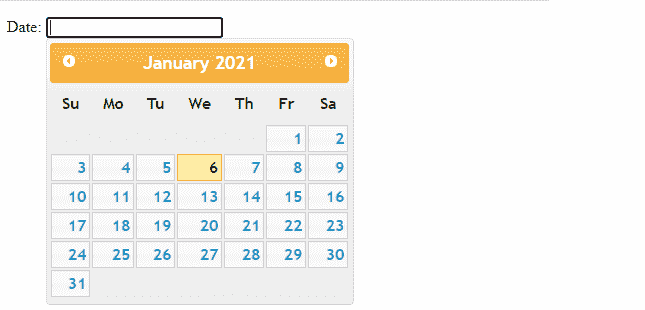 Date:
January 2021
Su Mo Tu We Th Fr Sa
1 2
3 4 5 6 7 8 9
10 11 12 13 14 15 16
17 18 19 20 21 22 23
24 25 26 27 28 29 30
31